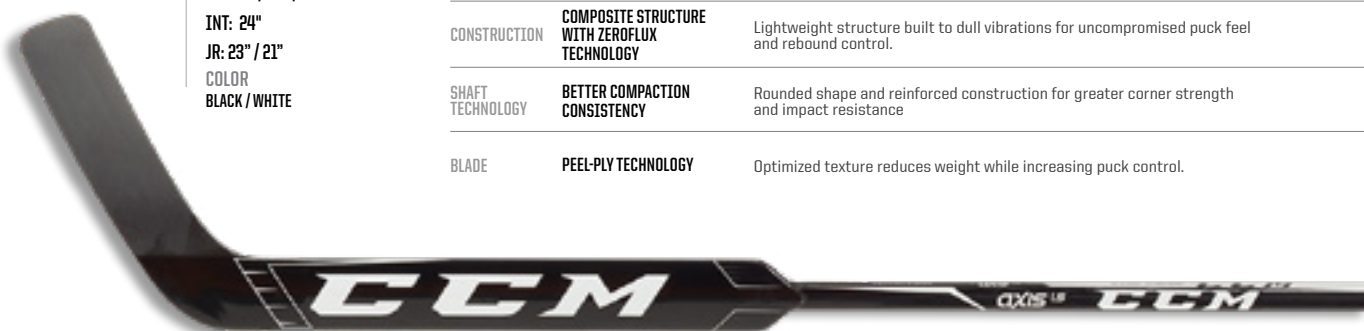 INT: 24"
JR: 23” / 21”
COLOR
BLACK / WHITE
CONSTRUCTION
COMPOSITE STRUCTURE
WITH ZEROFLUX
TECHNOLOGY
Lightweight structure built to dull vibrations for uncompromised puck feel
and rebound control.
SHAFT
TECHNOLOGY
BETTER COMPACTION
CONSISTENCY
Rounded shape and reinforced construction for greater corner strength
and impact resistance
BLADE
PEEL-PLY TECHNOLOGY
Optimized texture reduces weight while increasing puck control.
CCM
axis
CCM